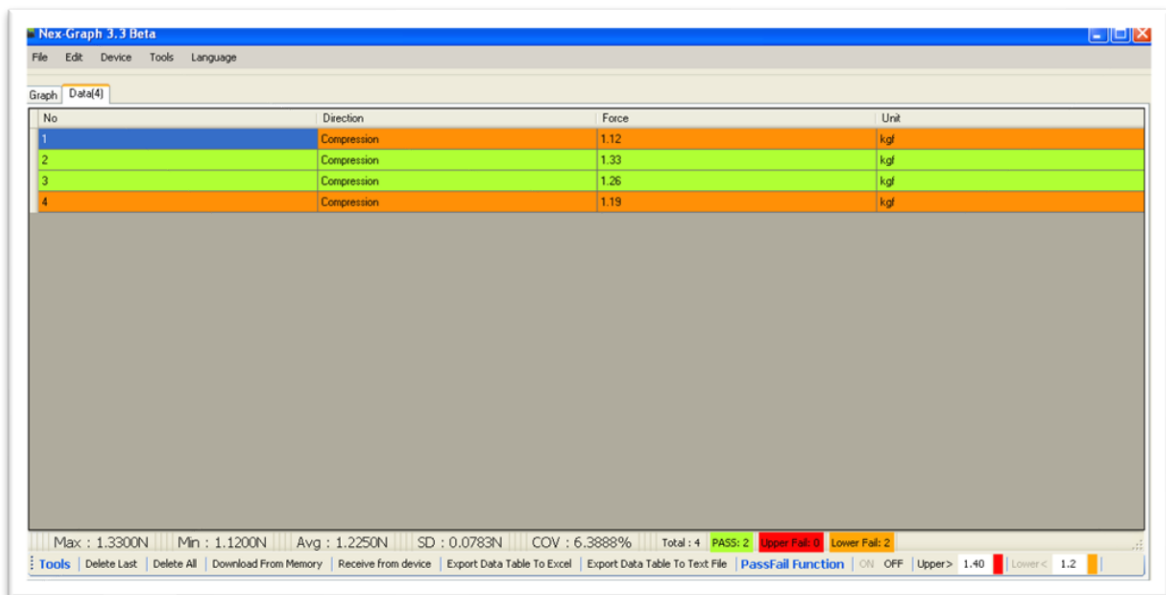 Nex-Graph 3.3 Beta
File Edit Device Tools Language
Graph Data(4)
No Direction Force Unit
1 Compression 1.12 kgf
2 Compression 1.33 kgf
3 Compression 1.26 kgf
4 Compression 1.19 kgf
Max : 1.3300N Min : 1.1200N Avg : 1.2250N SD : 0.0783N COV : 6.3888% Total : 4 PASS: 2 Upper Fail: 0 Lower Fail: 2
Tools Delete Last Delete All Download From Memory Receive from device Export Data Table To Excel Export Data Table To Text File PassFail Function ON OFF Upper> 1.40 Lower< 1.2